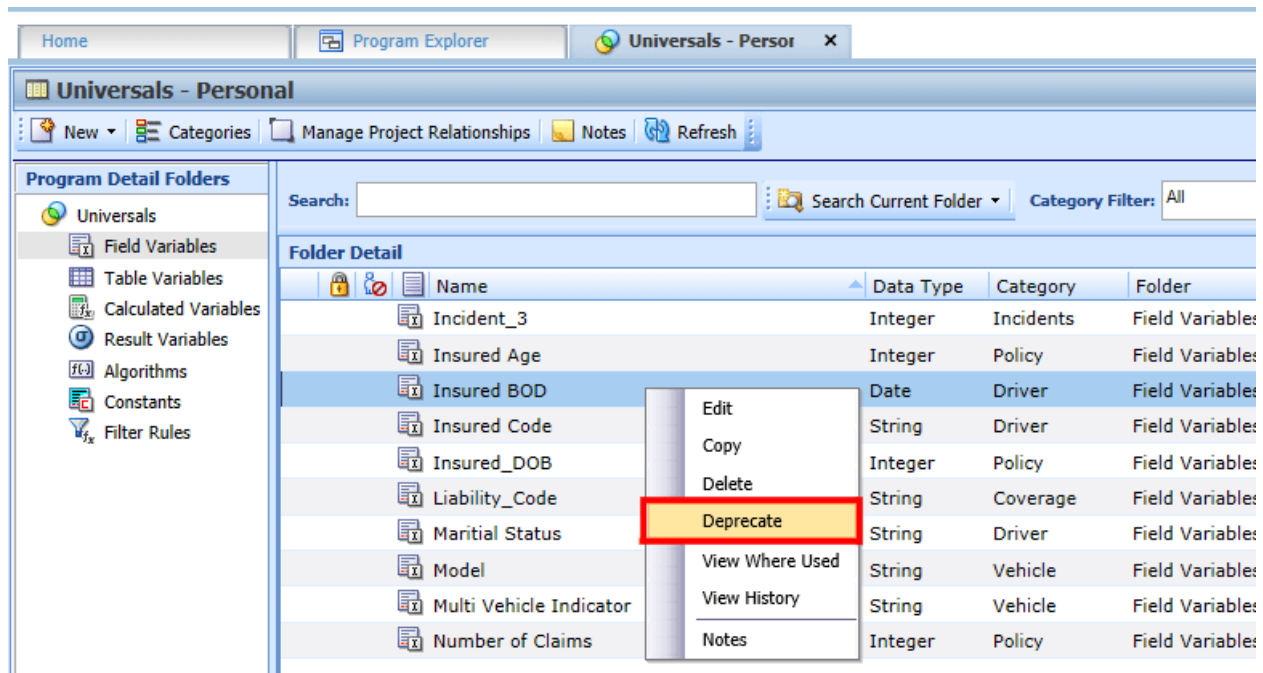 Home Program Explorer Universals - Person x
Universals - Personal
New Categories Manage Project Relationships Notes Refresh
Program Detail Folders
Universals
Field Variables
Table Variables
Calculated Variables
Result Variables
Algorithms
Constants
Filter Rules
Search: Search Current Folder Category Filter: All
Folder Detail
Name Data Type Category Folder
Incident_3 Integer Incidents Field Variables
Insured Age Integer Policy Field Variables
Insured BOD Date Driver Field Variables
Insured Code String Driver Field Variables
Insured_DOB Integer Policy Field Variables
Liability_Code String Coverage Field Variables
Maritial Status String Driver Field Variables
Model String Vehicle Field Variables
Multi Vehicle Indicator String Vehicle Field Variables
Number of Claims Integer Policy Field Variables
Edit
Copy
Delete
Deprecate
View Where Used
View History
Notes